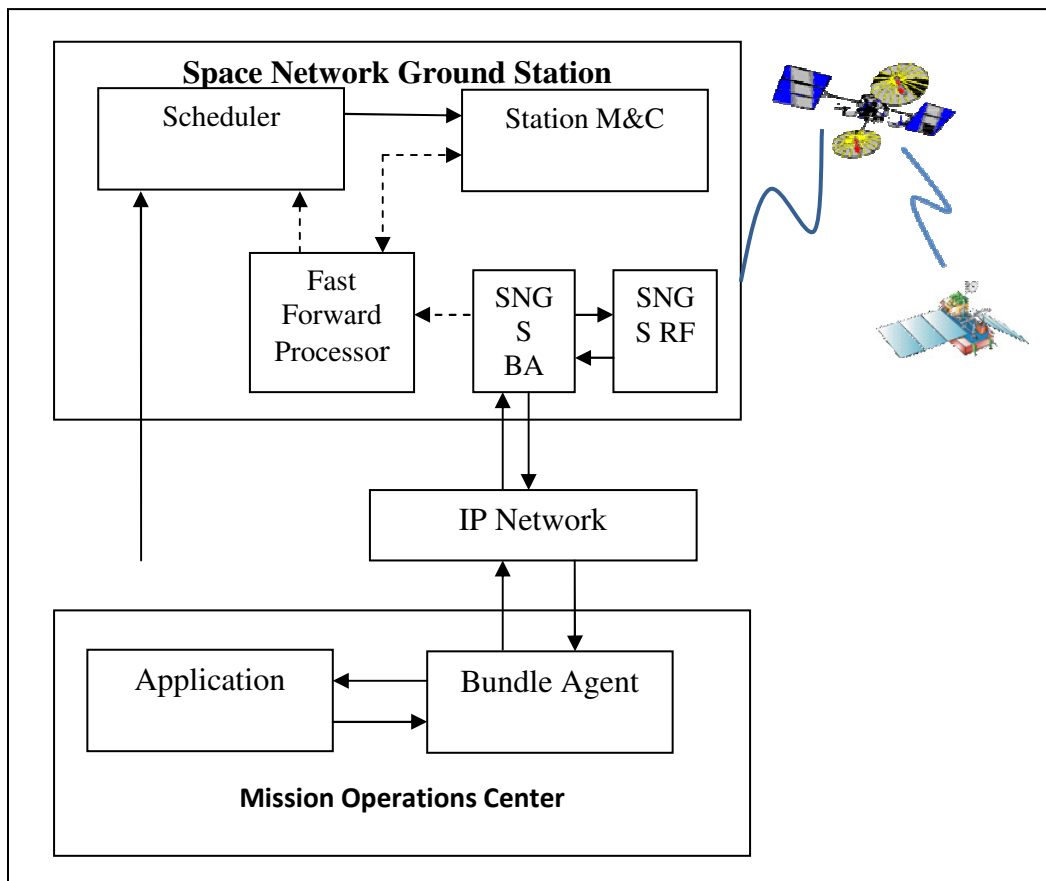 Space Network Ground Station
Scheduler
Station M&C
Fast
Forward
Processor
SNG
S
BA
SNG
S RF
IP Network
Application
Bundle Agent
Mission Operations Center